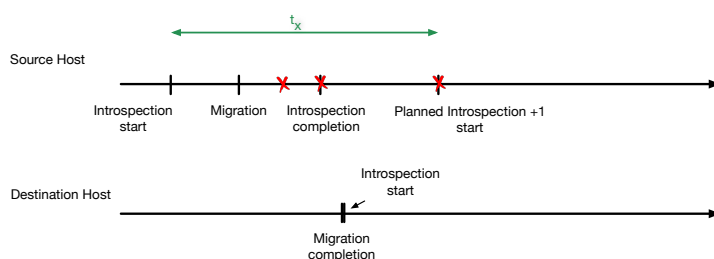 tx
Source Host
Introspection
start
Migration
Introspection
completion
Planned Introspection +1
start
Introspection
start
Destination Host
Migration
completion